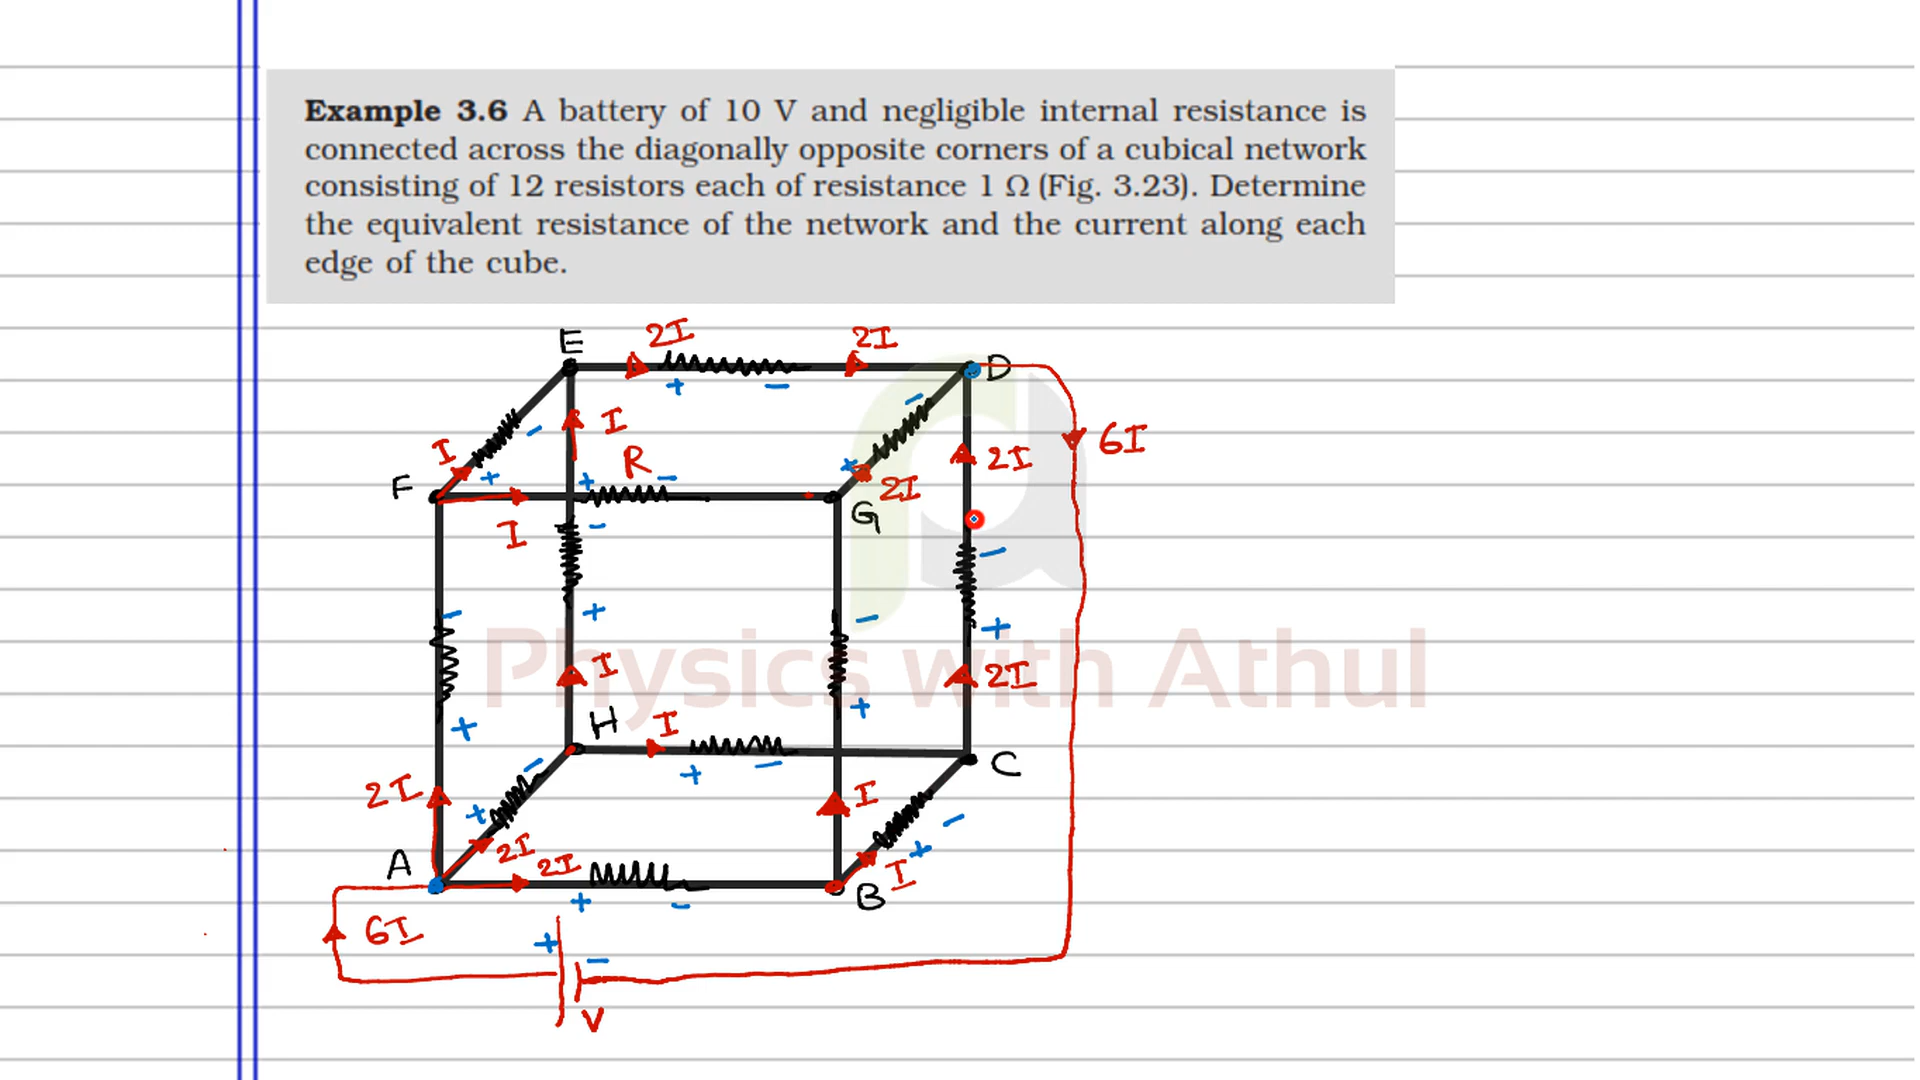 Example 3.6 A battery of 10 V and negligible internal resistance is
connected across the diagonally opposite corners of a cubical network
consisting of 12 resistors each of resistance 1 Ω (Fig. 3.23). Determine
the equivalent resistance of the network and the current along each
edge of the cube.
E 2I 2I D
+ −
− I 6I
I R 2I
F + + − + 2I
I − G
−
− + − +
+ +
Physics with Athul
I 2I
H I
+ − C
2I − I
+ −
A 2I 2I I +
+ − B
6I + −
V